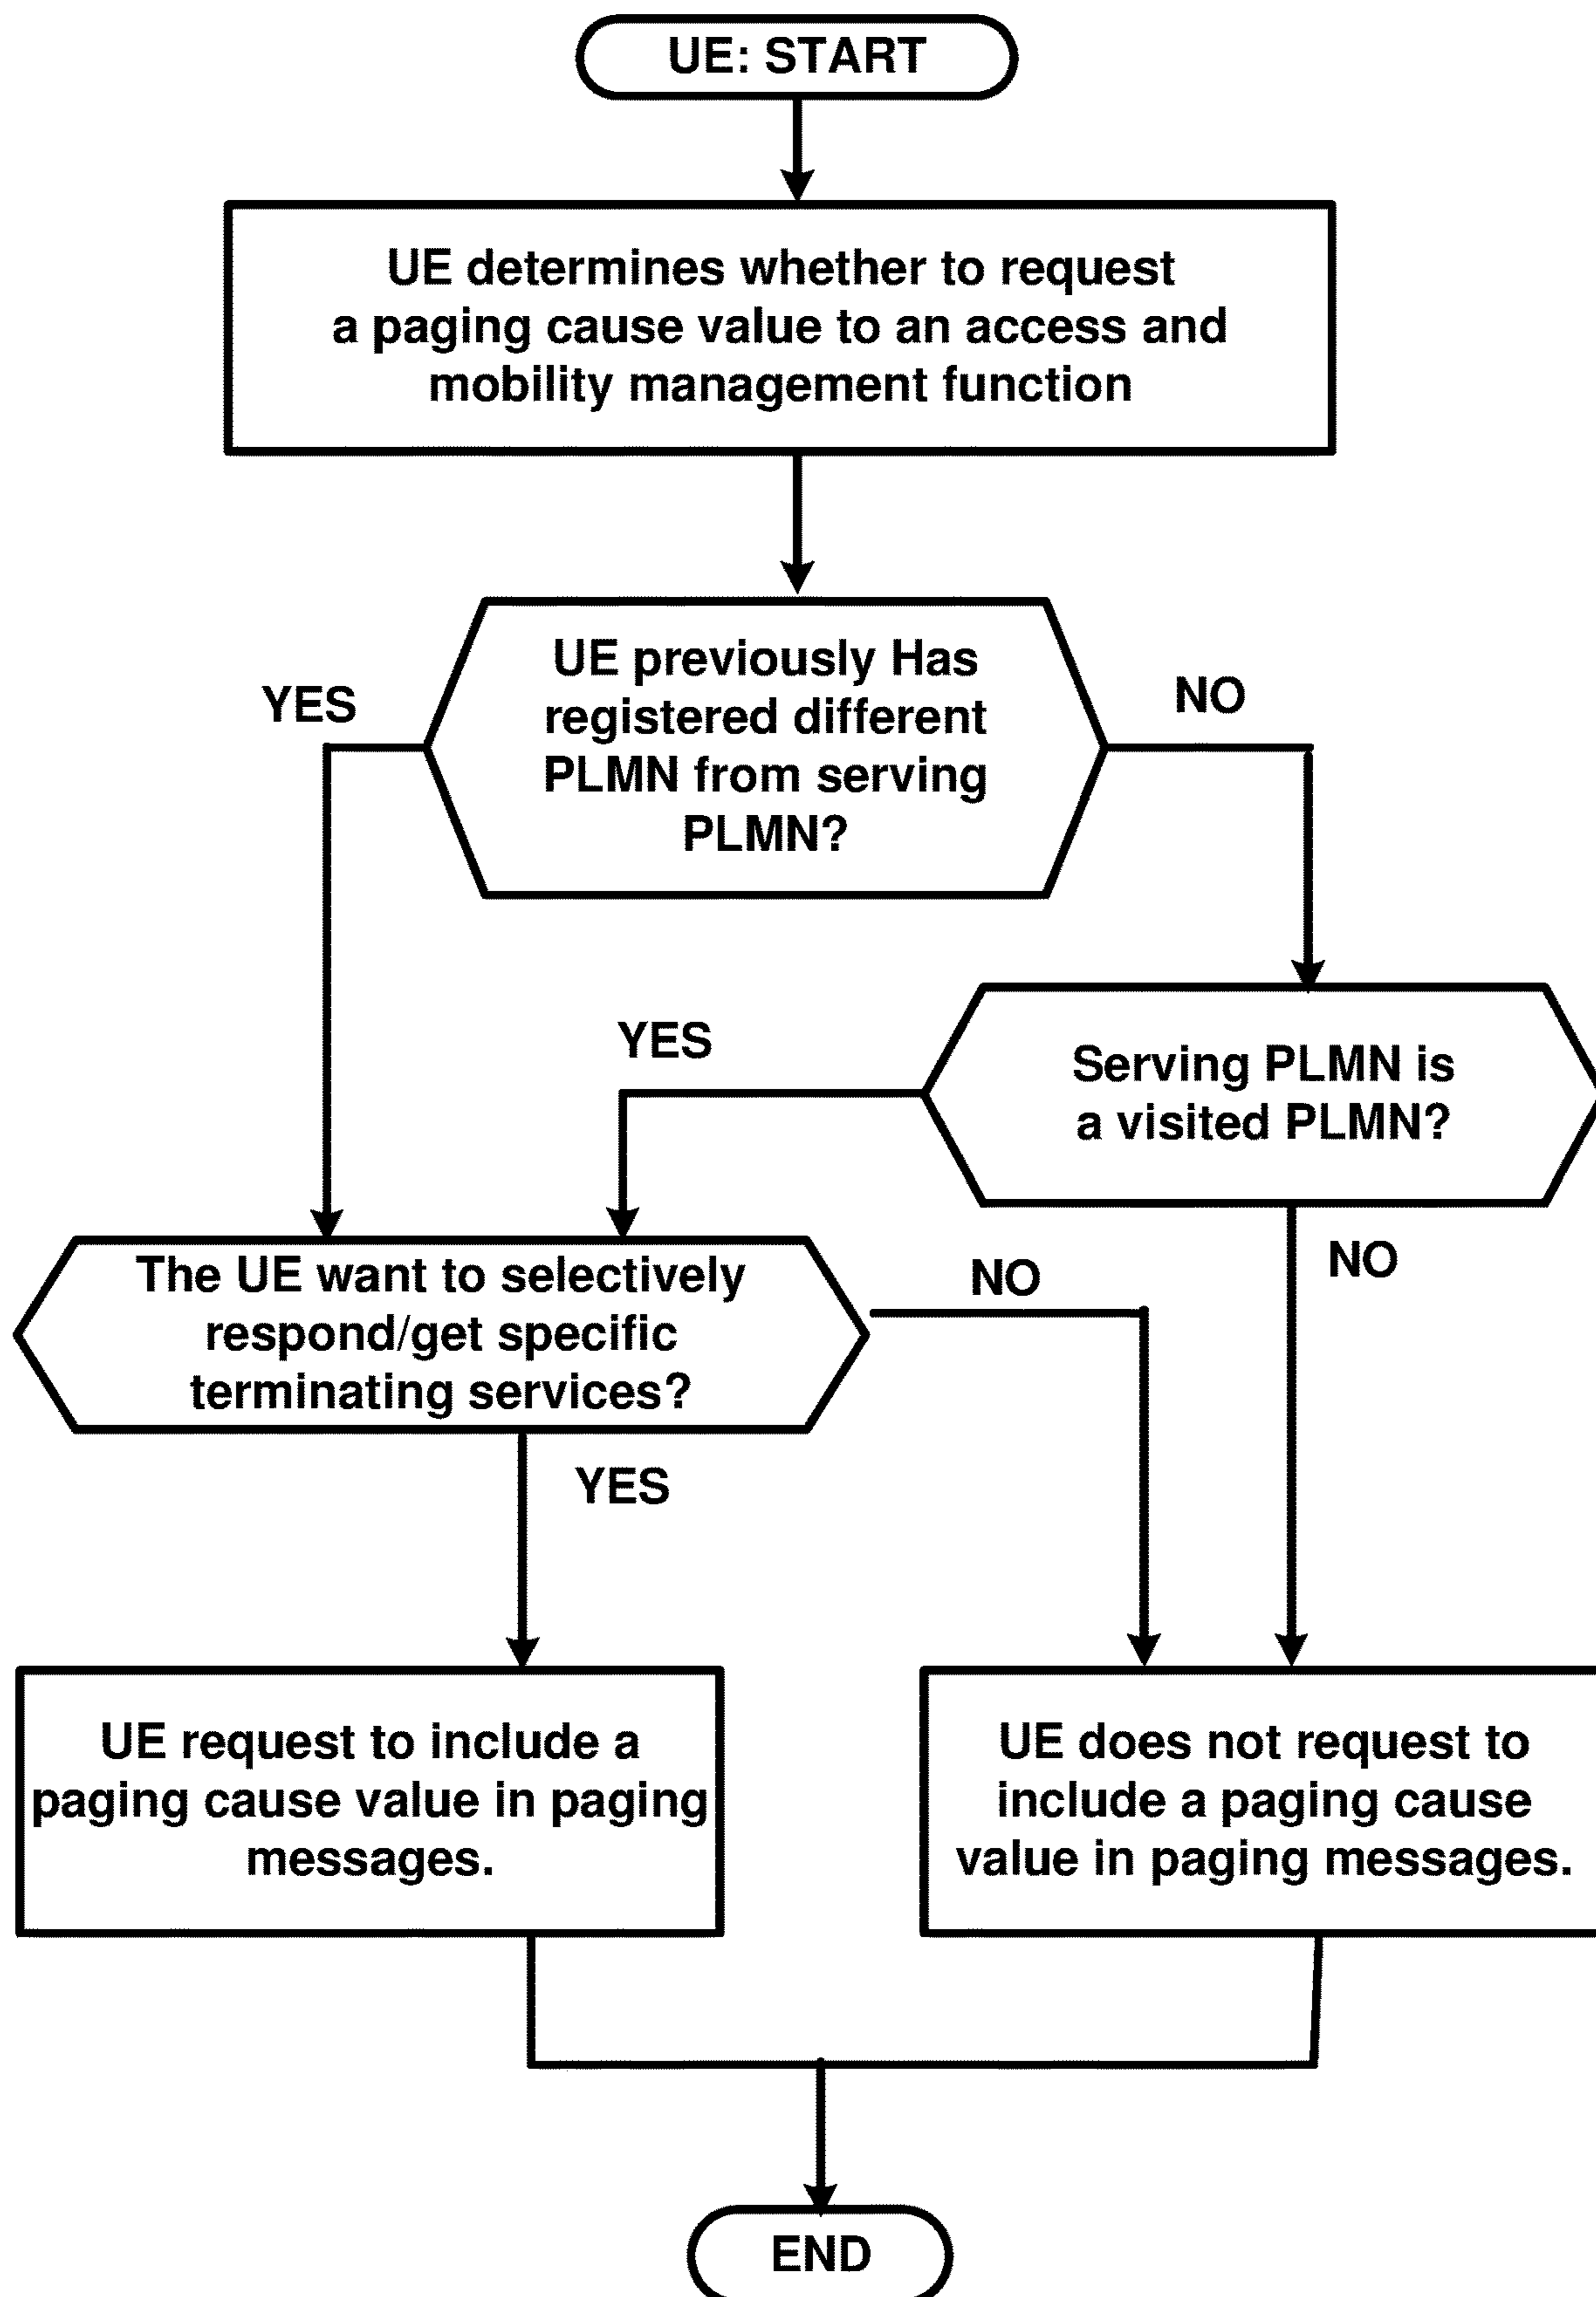 UE: START
UE determines whether to request
a paging cause value to an access and
mobility management function
UE previously Has
registered different
PLMN from serving
PLMN?
YES
NO
Serving PLMN is
a visited PLMN?
YES
NO
The UE want to selectively
respond/get specific
terminating services?
NO
YES
UE request to include a
paging cause value in paging
messages.
UE does not request to
include a paging cause
value in paging messages.
END